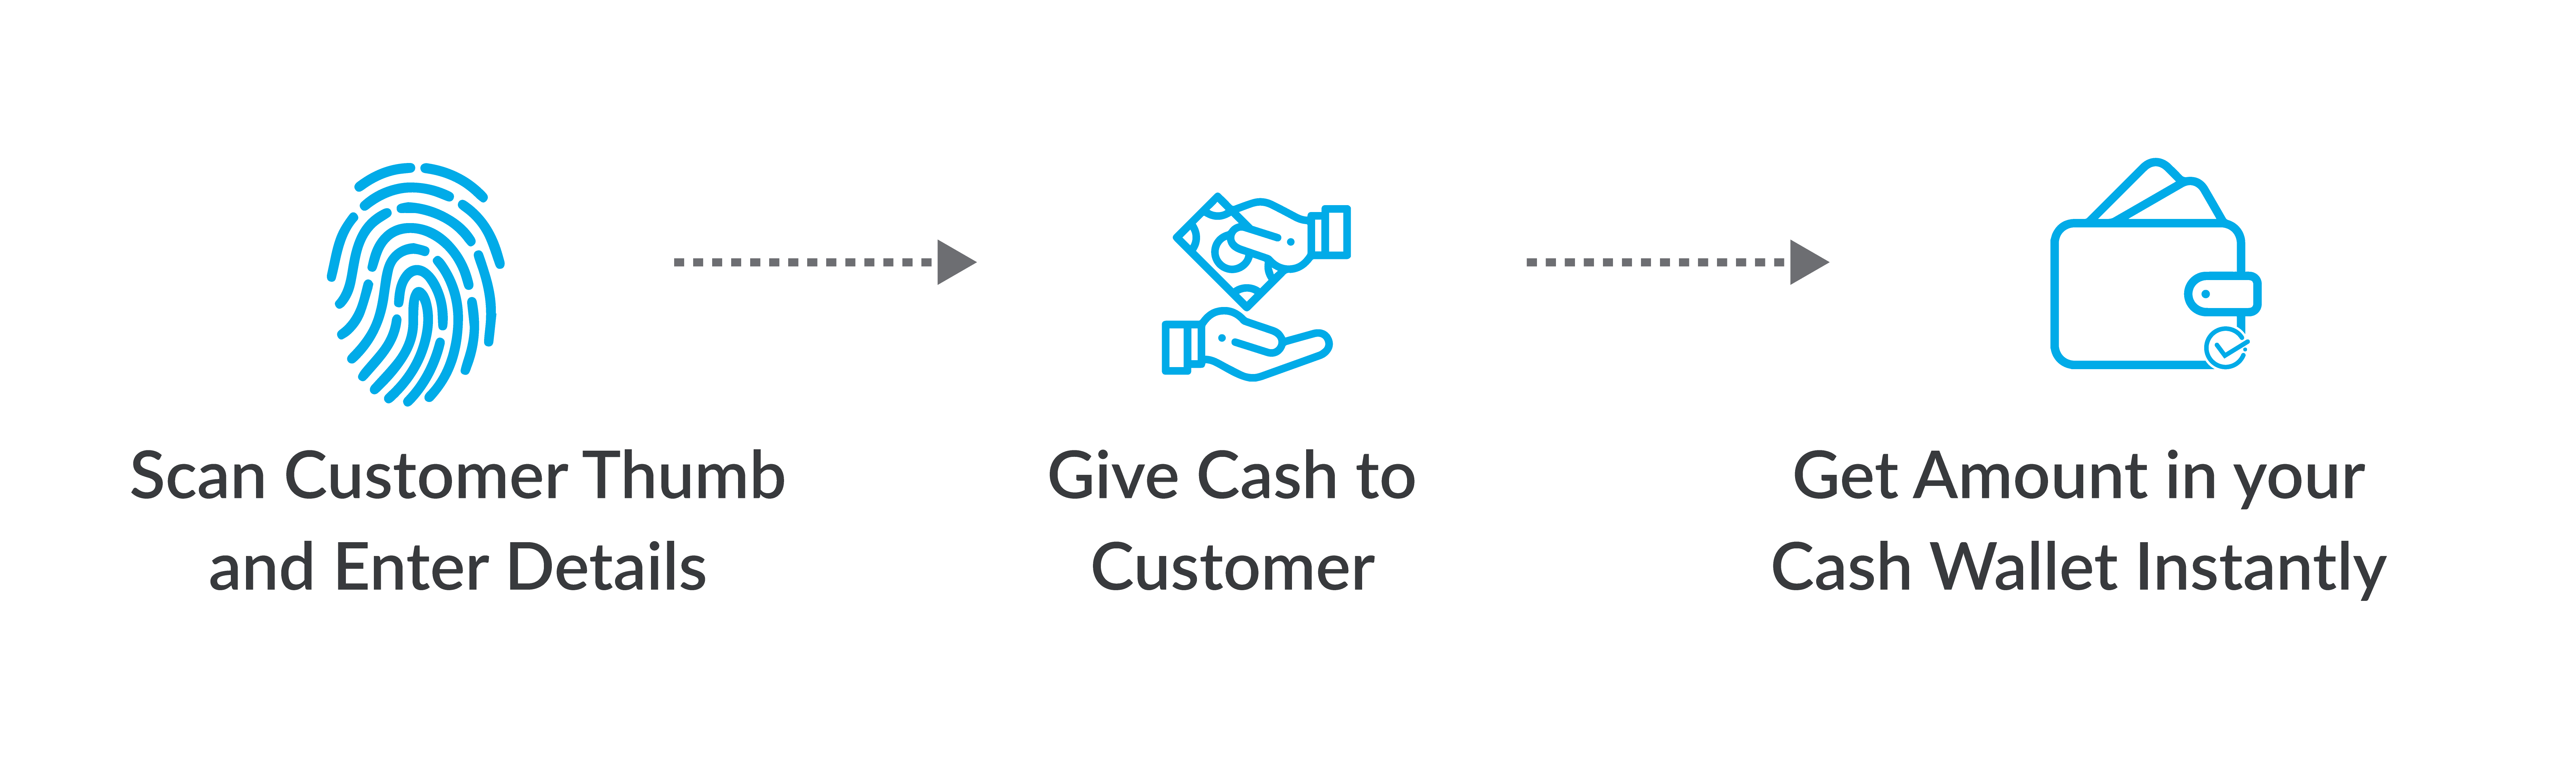 Scan Customer Thumb
and Enter Details
Give Cash to
Customer
Get Amount in your
Cash Wallet Instantly